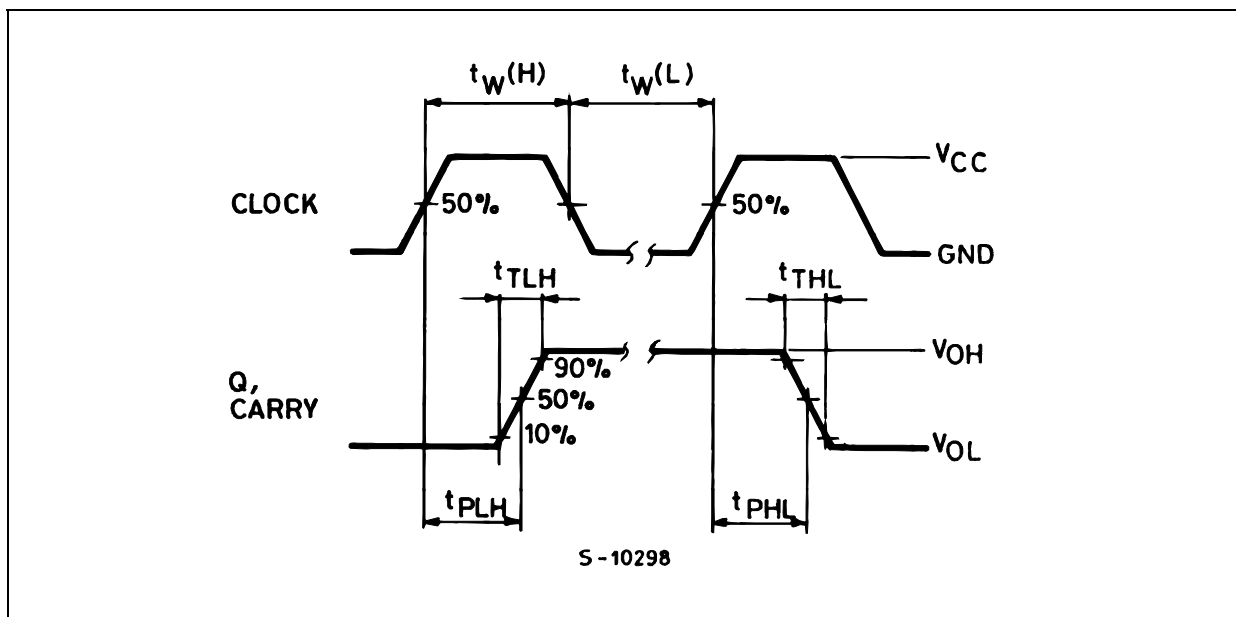 tW(H) tW(L)
VCC
CLOCK 50% 50%
GND
tTLH tTHL
VOH
90%
Q,
CARRY
50%
10%
VOL
tPLH tPHL
S-10298